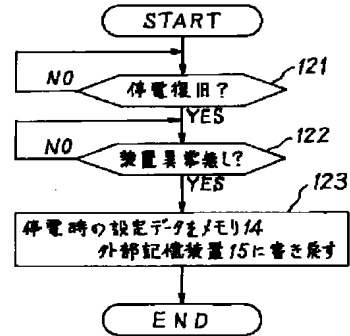 START
NO
停電復旧?
121
YES
NO
装置異常無し?
122
YES
123
停電時の設定データをメモリ14
外部記憶装置15に書き戻す
END